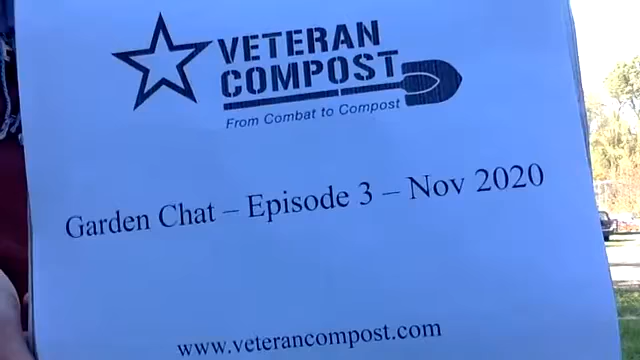 VETERAN
COMPOST
From Combat to Compost
Garden Chat – Episode 3 – Nov 2020
www.veterancompost.com